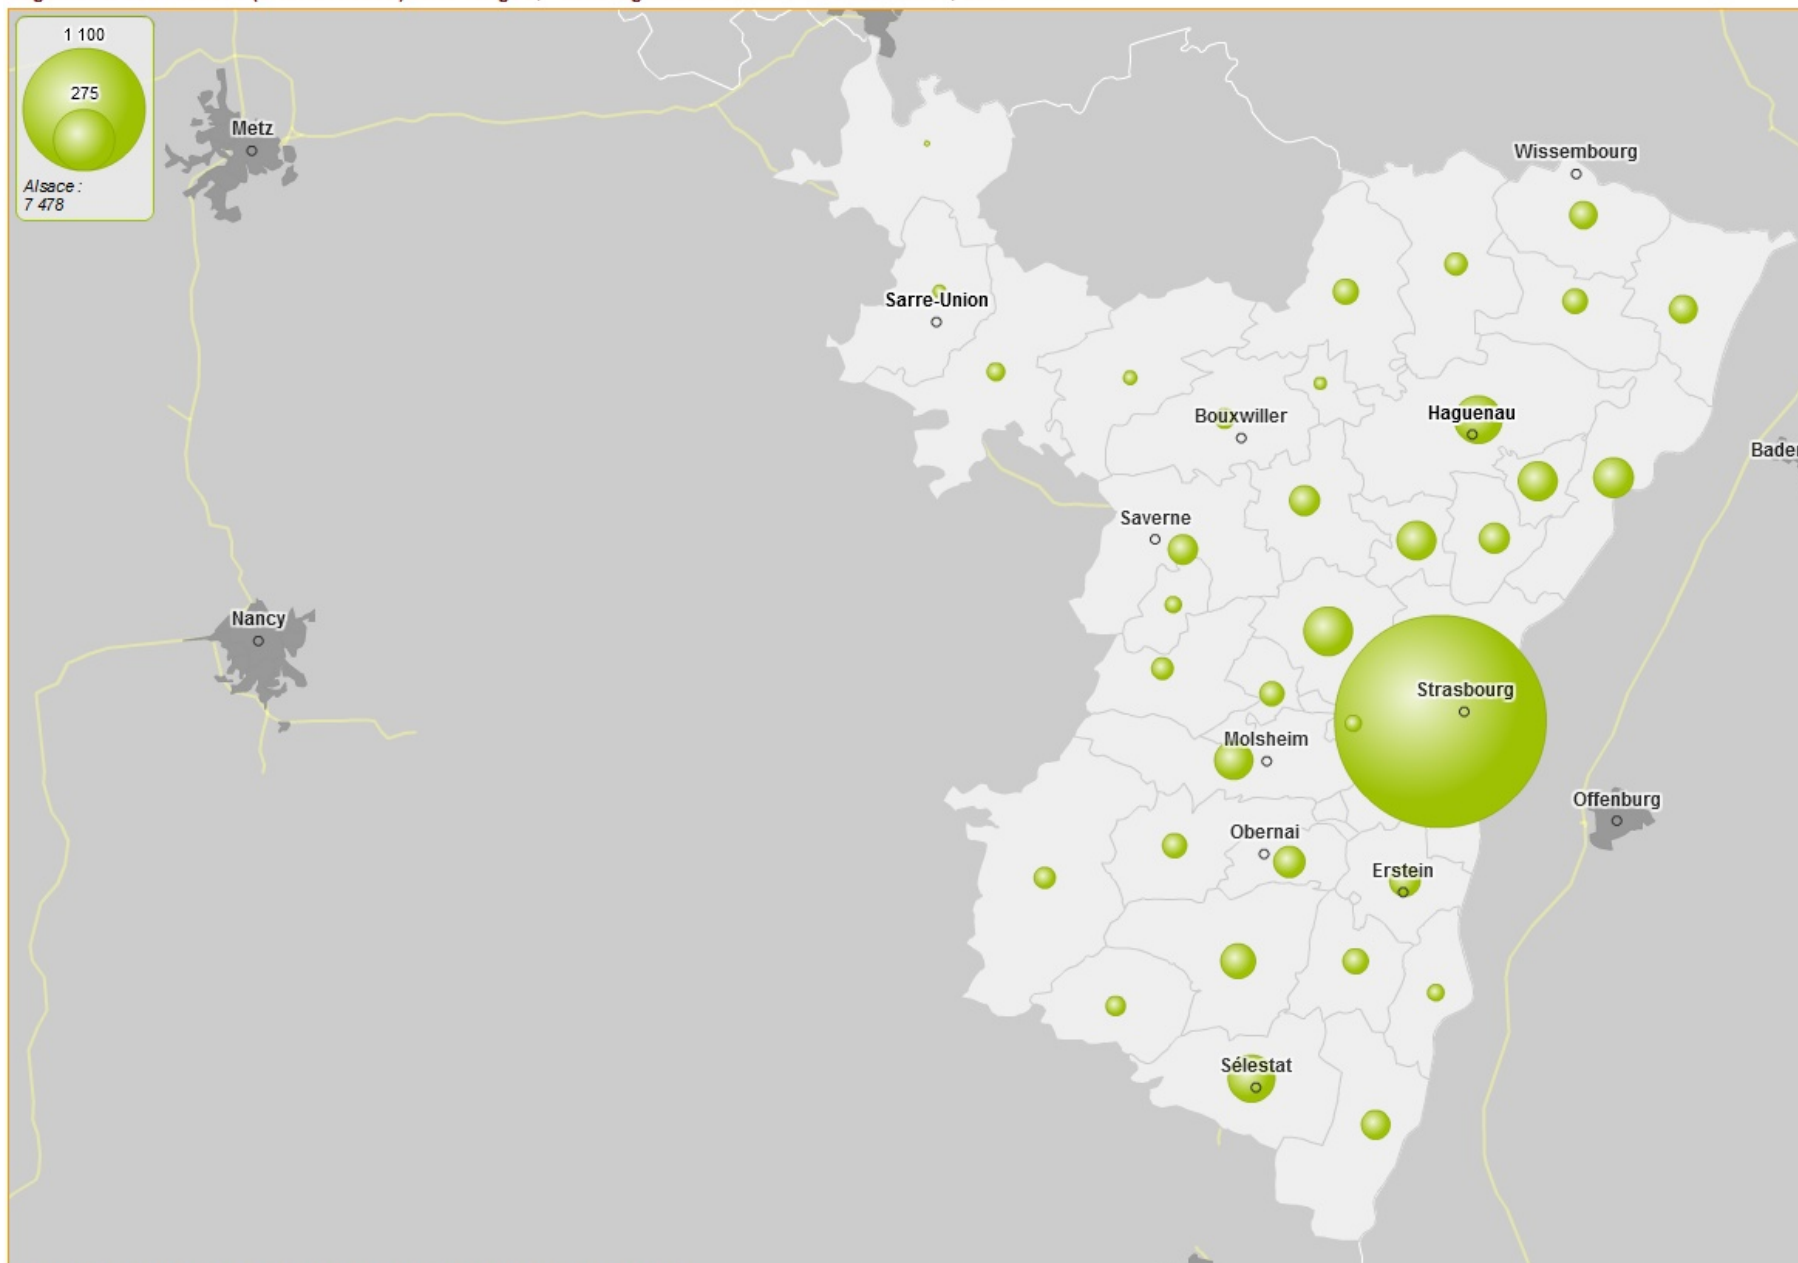 1 100
275
Alsace :
7 478
Metz
Wissembourg
Sarre-Union
Bouxwiller
Haguenau
Baden
Saverne
Nancy
Strasbourg
Molsheim
Offenburg
Obernai
Erstein
Sélestat